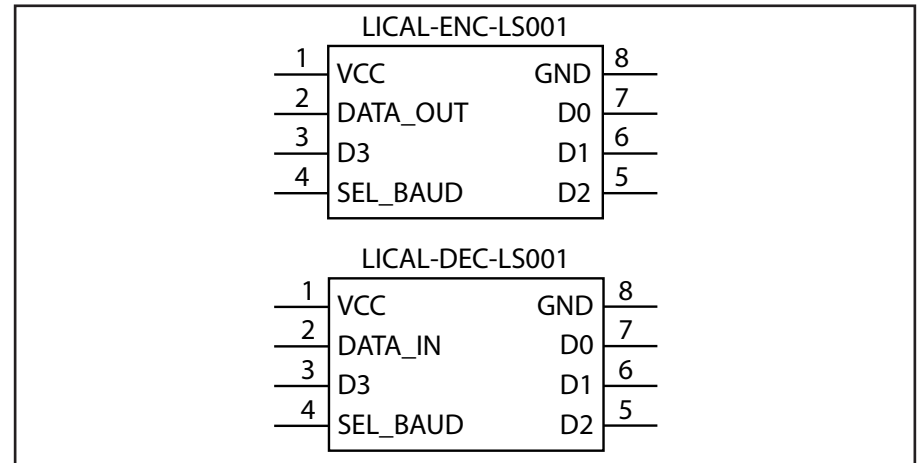 LICAL-ENC-LS001
1 VCC GND 8
2 DATA_OUT D0 7
3 D3 D1 6
4 SEL_BAUD D2 5
LICAL-DEC-LS001
1 VCC GND 8
2 DATA_IN D0 7
3 D3 D1 6
4 SEL_BAUD D2 5